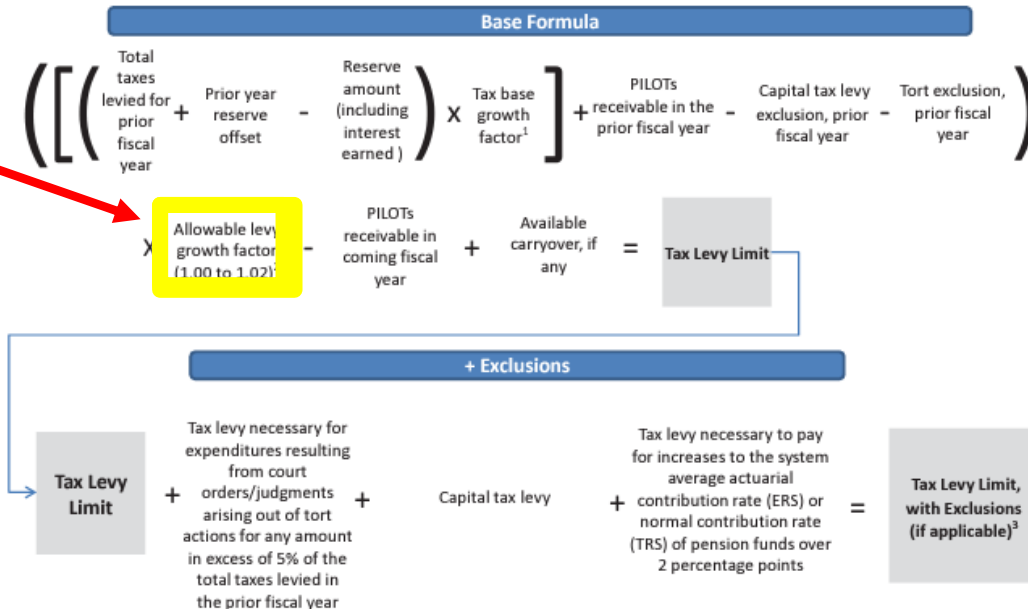 Base Formula
Total
taxes
levied for
prior
fiscal
year
+
Prior year
reserve
offset
-
Reserve
amount
(including
interest
earned )
x
Tax base
growth
factor¹
+
PILOTs
receivable in the
prior fiscal year
-
Capital tax levy
exclusion, prior
fiscal year
-
Tort exclusion,
prior fiscal
year
x
Allowable levy
growth factor
(1.00 to 1.02)²
-
PILOTs
receivable in
coming fiscal
year
+
Available
carryover, if
any
=
Tax Levy Limit
+ Exclusions
Tax Levy
Limit
+
Tax levy necessary for
expenditures resulting
from court
orders/judgments
arising out of tort
actions for any amount
in excess of 5% of the
total taxes levied in
the prior fiscal year
+
Capital tax levy
+
Tax levy necessary to pay
for increases to the system
average actuarial
contribution rate (ERS) or
normal contribution rate
(TRS) of pension funds over
2 percentage points
=
Tax Levy Limit,
with Exclusions
(if applicable)³